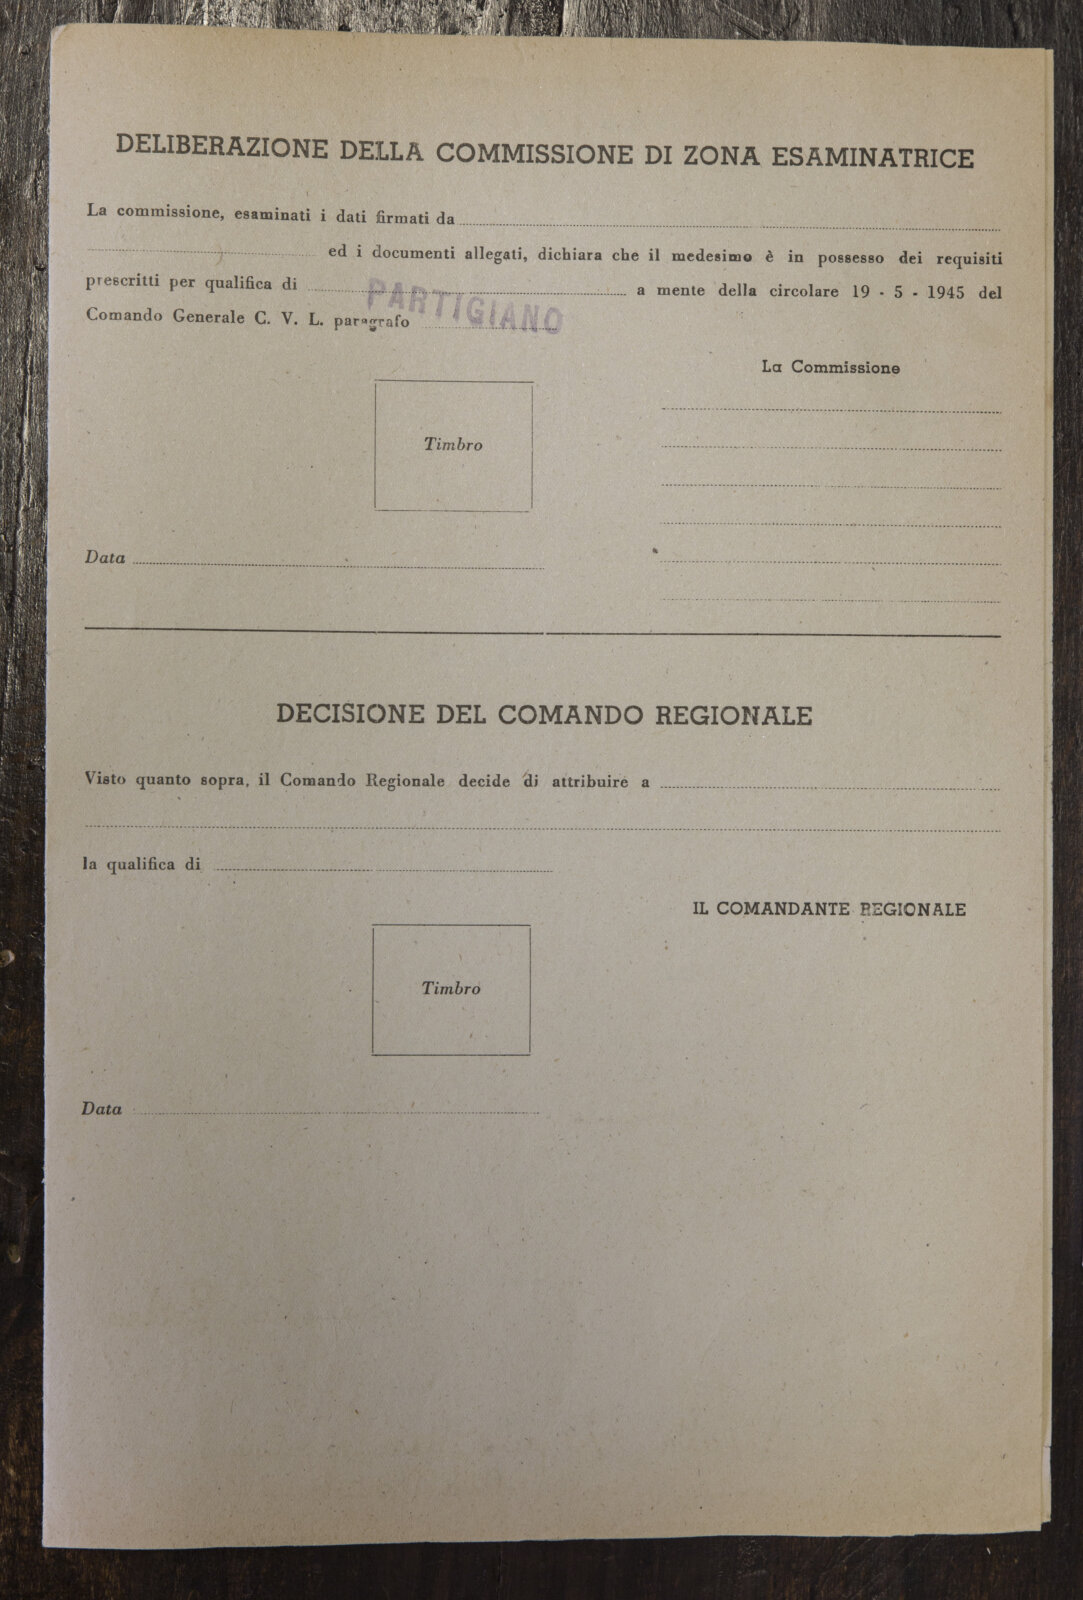 DELIBERAZIONE DELLA COMMISSIONE DI ZONA ESAMINATRICE
La commissione, esaminati i dati firmati da
ed i documenti allegati, dichiara che il medesimo è in possesso dei requisiti
prescritti per qualifica di PARTIGIANO a mente della circolare 19 - 5 - 1945 del
Comando Generale C. V. L. paragrafo
La Commissione
Timbro
Data
DECISIONE DEL COMANDO REGIONALE
Visto quanto sopra, il Comando Regionale decide di attribuire a
la qualifica di
IL COMANDANTE REGIONALE
Timbro
Data